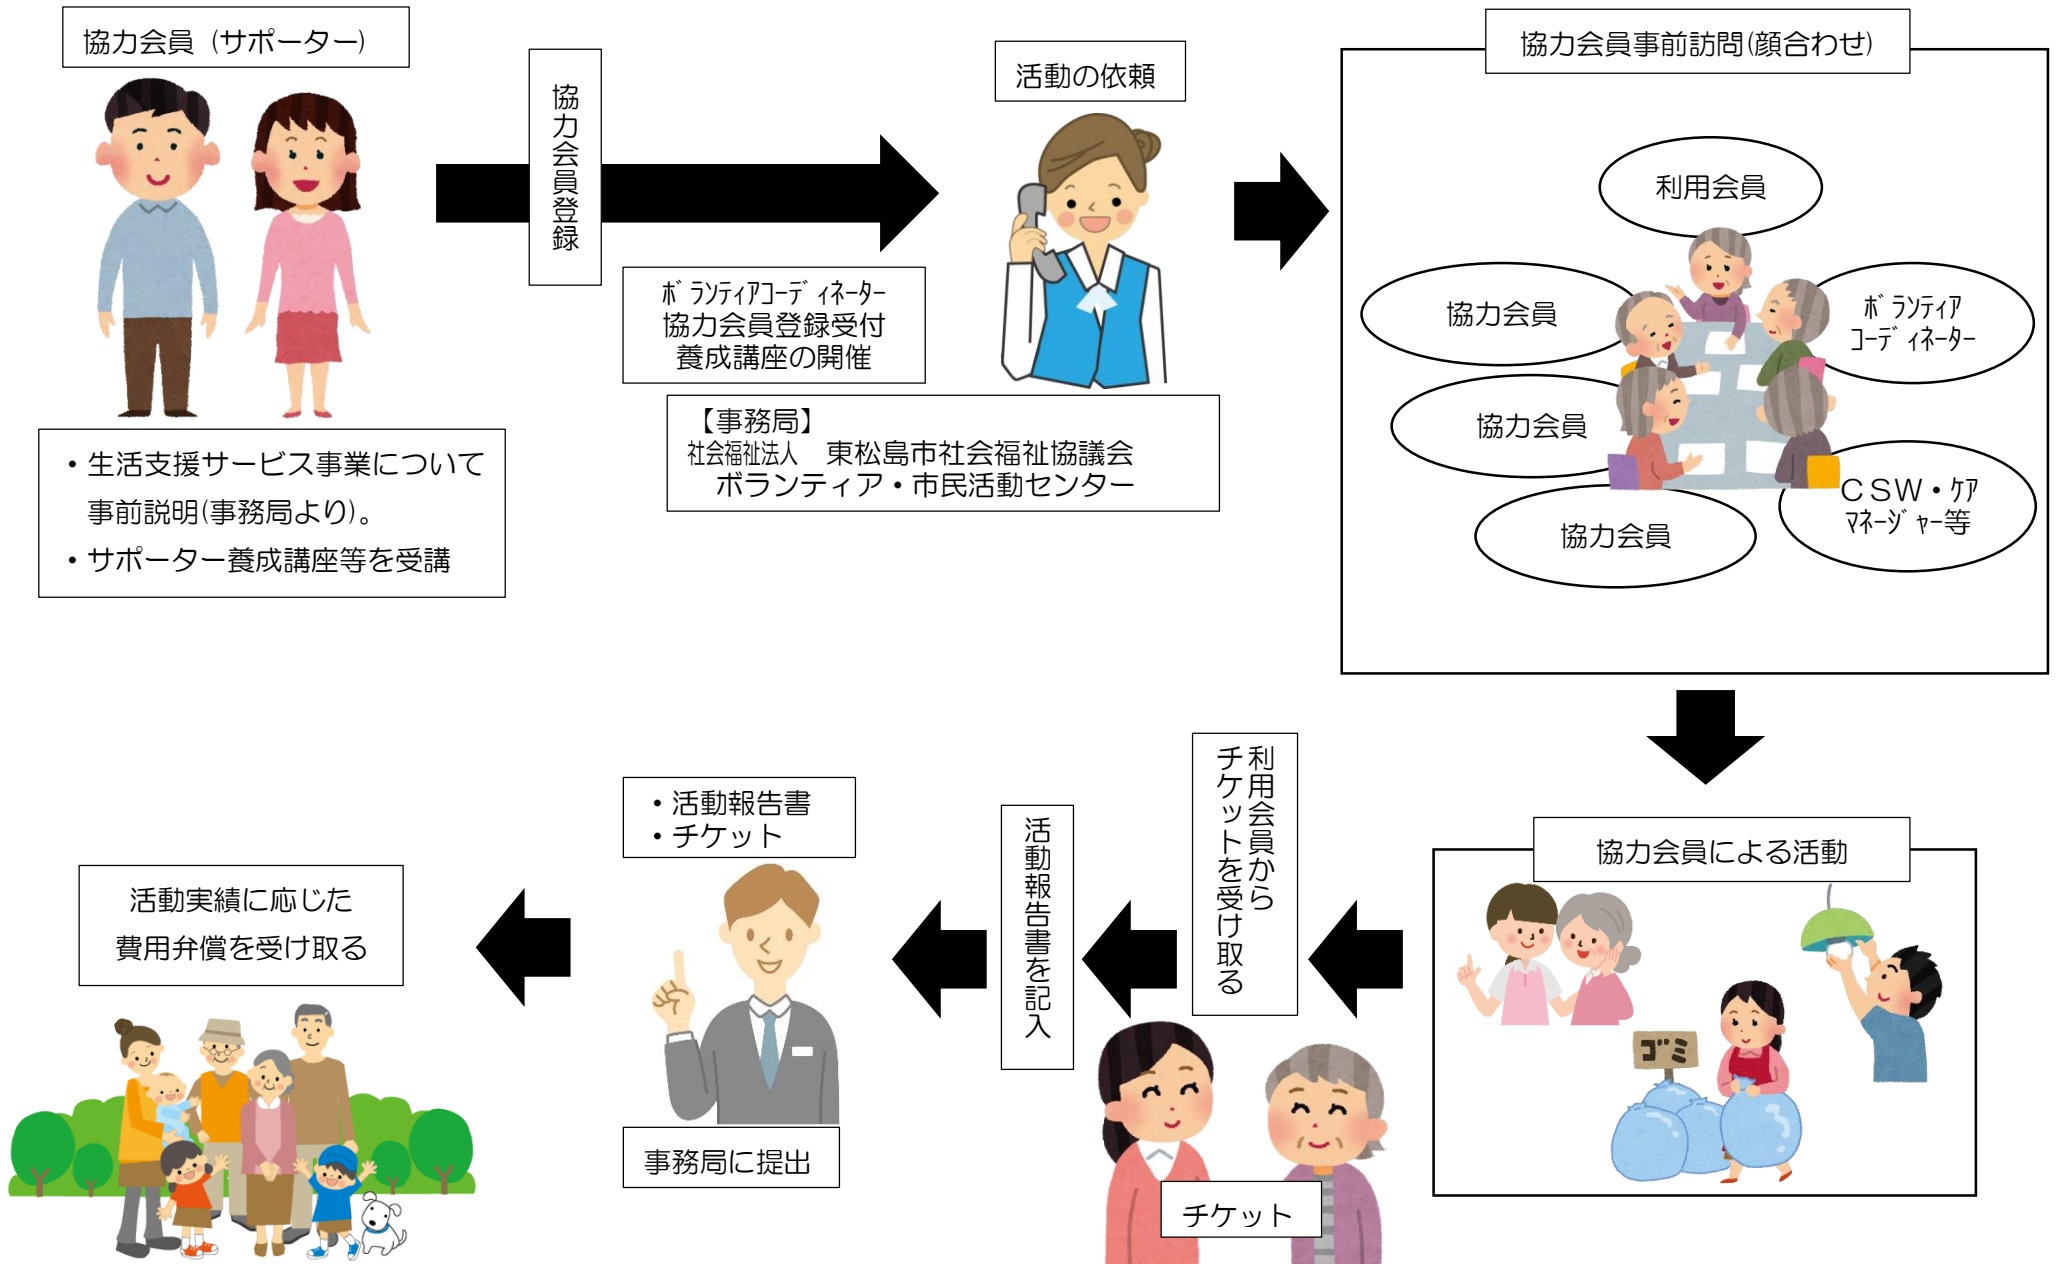 協力会員 (サポーター)
協力会員登録
活動の依頼
協力会員事前訪問(顔合わせ)
・生活支援サービス事業について
事前説明(事務局より)。
・サポーター養成講座等を受講
ﾎﾞﾗﾝﾃｨｱｺｰﾃﾞｨﾈｰﾀｰ
協力会員登録受付
養成講座の開催
【事務局】
社会福祉法人　東松島市社会福祉協議会
ボランティア・市民活動センター
利用会員
協力会員
ﾎﾞﾗﾝﾃｨｱ
ｺｰﾃﾞｨﾈｰﾀｰ
協力会員
ＣＳＷ・ｹｱ
ﾏﾈｰｼﾞｬｰ等
協力会員
協力会員による活動
ゴミ
利用会員から
チケットを受け取る
チケット
活動報告書を記入
・活動報告書
・チケット
事務局に提出
活動実績に応じた
費用弁償を受け取る